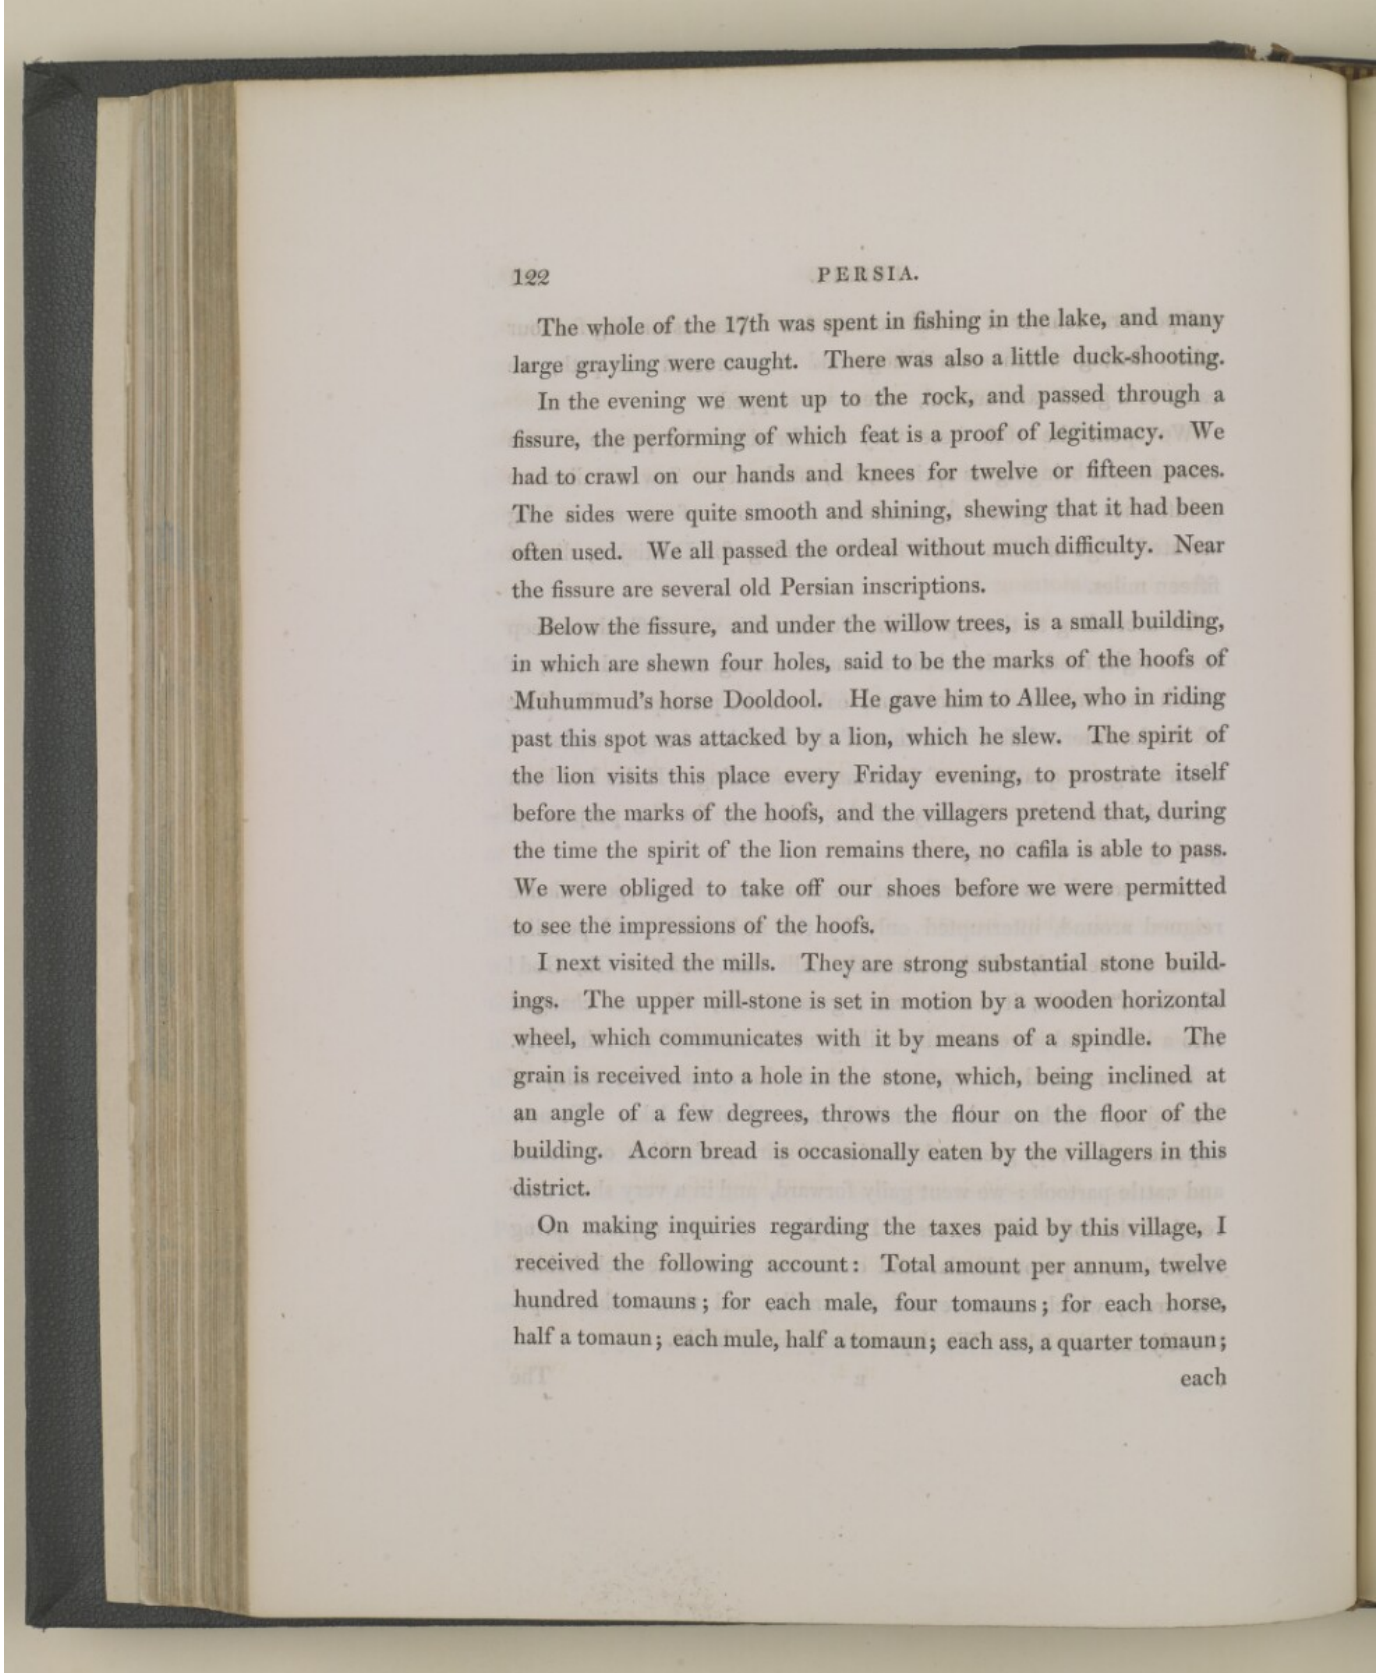 122 PERSIA.
The whole of the 17th was spent in fishing in the lake, and many
large grayling were caught. There was also a little duck-shooting.
In the evening we went up to the rock, and passed through a
fissure, the performing of which feat is a proof of legitimacy. We
had to crawl on our hands and knees for twelve or fifteen paces.
The sides were quite smooth and shining, shewing that it had been
often used. We all passed the ordeal without much difficulty. Near
the fissure are several old Persian inscriptions.
Below the fissure, and under the willow trees, is a small building,
in which are shewn four holes, said to be the marks of the hoofs of
Muhummud's horse Dooldool. He gave him to Allee, who in riding
past this spot was attacked by a lion, which he slew. The spirit of
the lion visits this place every Friday evening, to prostrate itself
before the marks of the hoofs, and the villagers pretend that, during
the time the spirit of the lion remains there, no cafila is able to pass.
We were obliged to take off our shoes before we were permitted
to see the impressions of the hoofs.
I next visited the mills. They are strong substantial stone build-
ings. The upper mill-stone is set in motion by a wooden horizontal
wheel, which communicates with it by means of a spindle. The
grain is received into a hole in the stone, which, being inclined at
an angle of a few degrees, throws the flour on the floor of the
building. Acorn bread is occasionally eaten by the villagers in this
district.
On making inquiries regarding the taxes paid by this village, I
received the following account: Total amount per annum, twelve
hundred tomauns; for each male, four tomauns; for each horse,
half a tomaun; each mule, half a tomaun; each ass, a quarter tomaun;
each